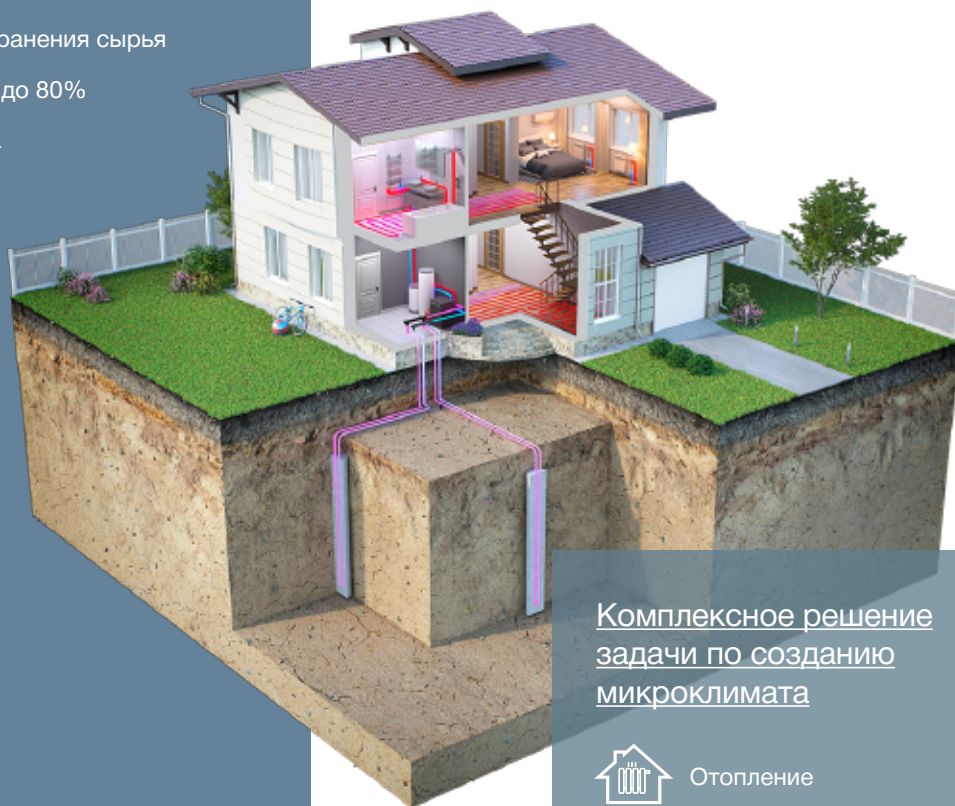 ранения сырья
до 80%
Комплексное решение
задачи по созданию
микроклимата
Отопление